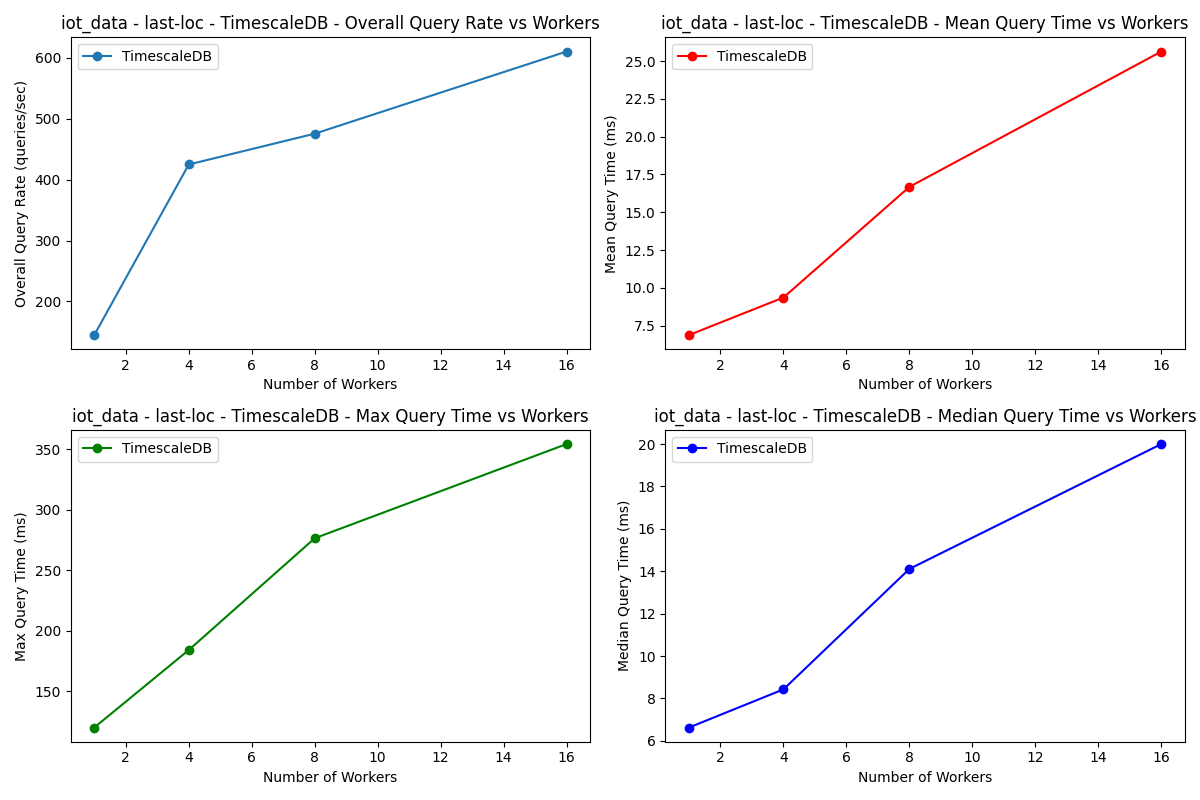 iot_data - last-loc - TimescaleDB - Overall Query Rate vs Workers
TimescaleDB
Overall Query Rate (queries/sec)
600
500
400
300
200
2 4 6 8 10 12 14 16
Number of Workers
iot_data - last-loc - TimescaleDB - Mean Query Time vs Workers
TimescaleDB
Mean Query Time (ms)
25.0
22.5
20.0
17.5
15.0
12.5
10.0
7.5
2 4 6 8 10 12 14 16
Number of Workers
iot_data - last-loc - TimescaleDB - Max Query Time vs Workers
TimescaleDB
Max Query Time (ms)
350
300
250
200
150
2 4 6 8 10 12 14 16
Number of Workers
iot_data - last-loc - TimescaleDB - Median Query Time vs Workers
TimescaleDB
Median Query Time (ms)
20
18
16
14
12
10
8
6
2 4 6 8 10 12 14 16
Number of Workers